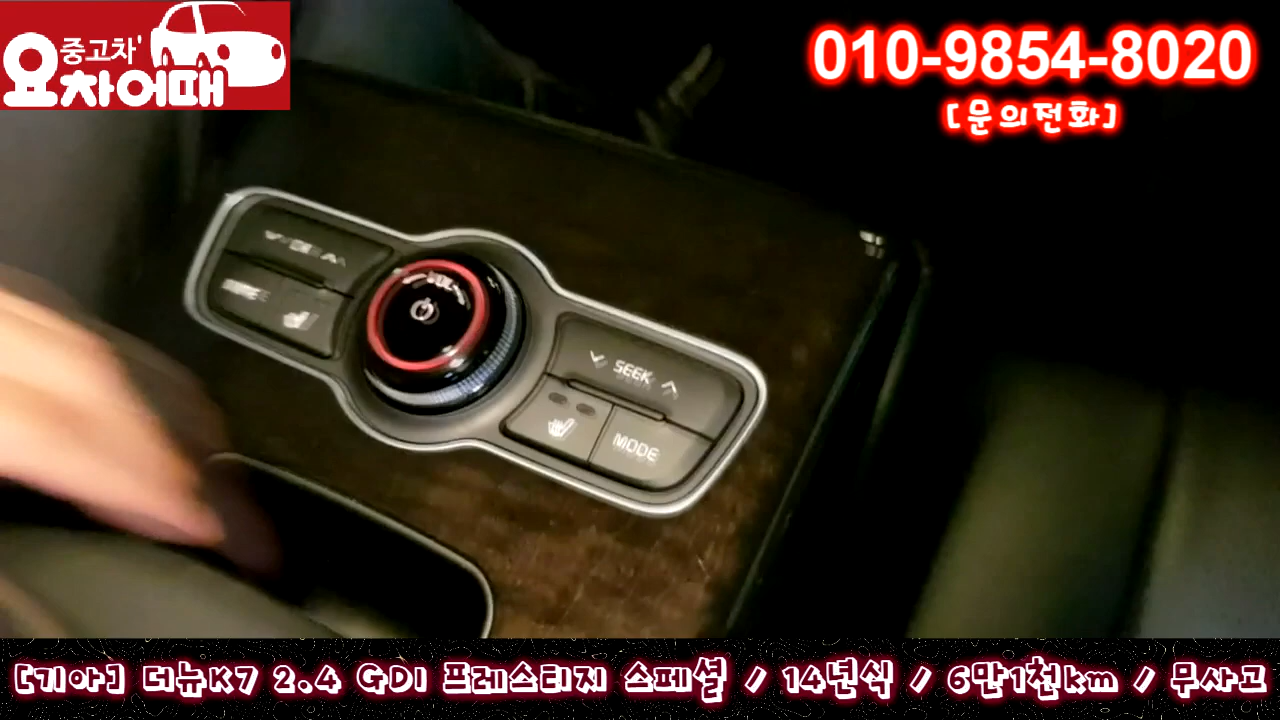 중고차'
요차어때
010-9854-8020
[문의전화]
VOL
SEEK
MODE
[기아] 더뉴K7 2.4 GDI 프레스티지 스페셜 / 14년식 / 6만1천km / 무사고